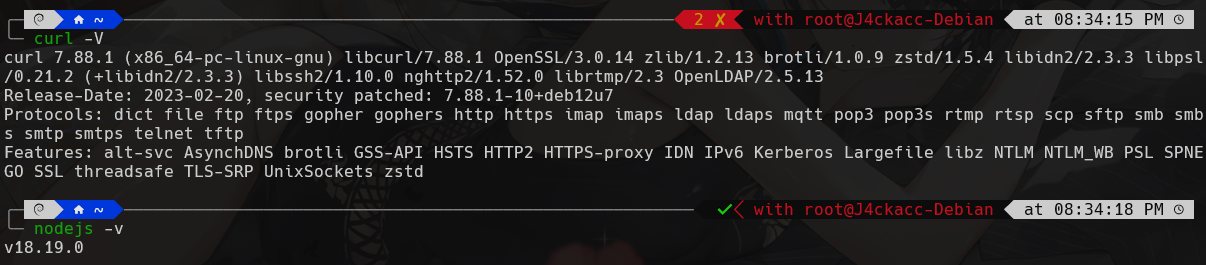 ~ 2 ✘ with root@J4ckacc-Debian at 08:34:15 PM
curl -V
curl 7.88.1 (x86_64-pc-linux-gnu) libcurl/7.88.1 OpenSSL/3.0.14 zlib/1.2.13 brotli/1.0.9 zstd/1.5.4 libidn2/2.3.3 libpsl
/0.21.2 (+libidn2/2.3.3) libssh2/1.10.0 nghttp2/1.52.0 librtmp/2.3 OpenLDAP/2.5.13
Release-Date: 2023-02-20, security patched: 7.88.1-10+deb12u7
Protocols: dict file ftp ftps gopher gophers http https imap imaps ldap ldaps mqtt pop3 pop3s rtmp rtsp scp sftp smb smb
s smtp smtps telnet tftp
Features: alt-svc AsynchDNS brotli GSS-API HSTS HTTP2 HTTPS-proxy IDN IPv6 Kerberos Largefile libz NTLM NTLM_WB PSL SPNE
GO SSL threadsafe TLS-SRP UnixSockets zstd
~ ✔ with root@J4ckacc-Debian at 08:34:18 PM
nodejs -v
v18.19.0